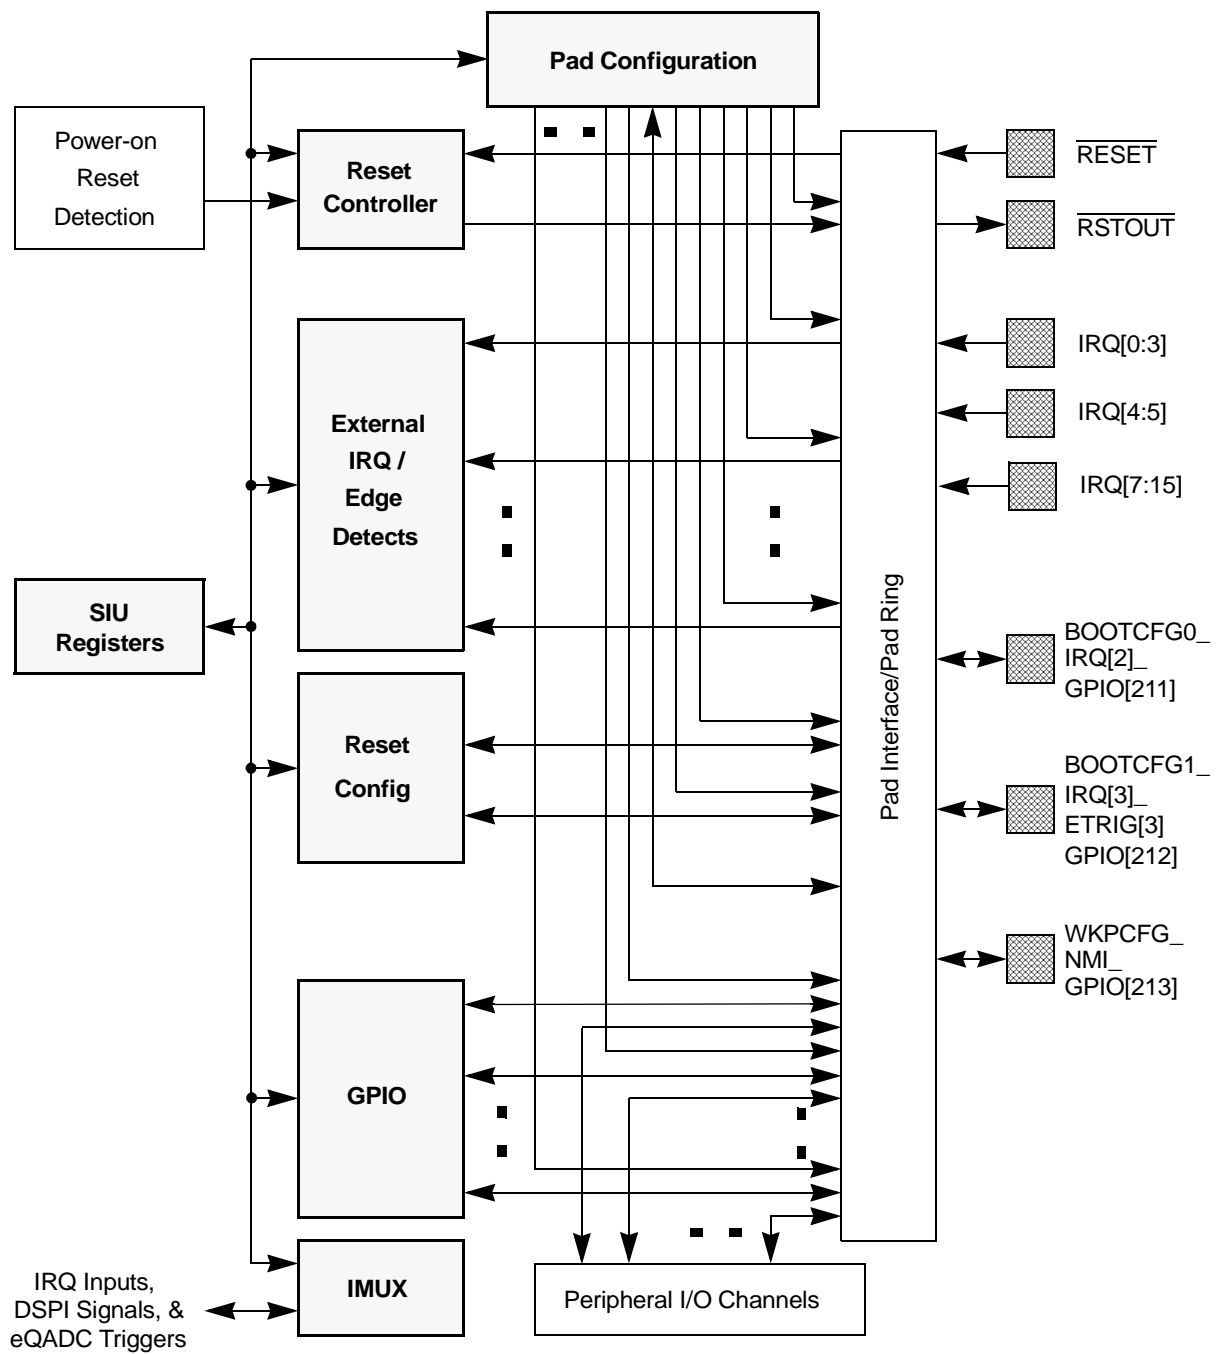 Pad Configuration
Power-on
Reset
Detection
Reset
Controller
RESET
RSTOUT
External
IRQ /
Edge
Detects
IRQ[0:3]
IRQ[4:5]
IRQ[7:15]
SIU
Registers
Pad Interface/Pad Ring
BOOTCFG0_
IRQ[2]_
GPIO[211]
Reset
Config
BOOTCFG1_
IRQ[3]_
ETRIG[3]
GPIO[212]
WKPCFG_
NMI_
GPIO[213]
GPIO
IMUX
IRQ Inputs,
DSPI Signals, &
eQADC Triggers
Peripheral I/O Channels